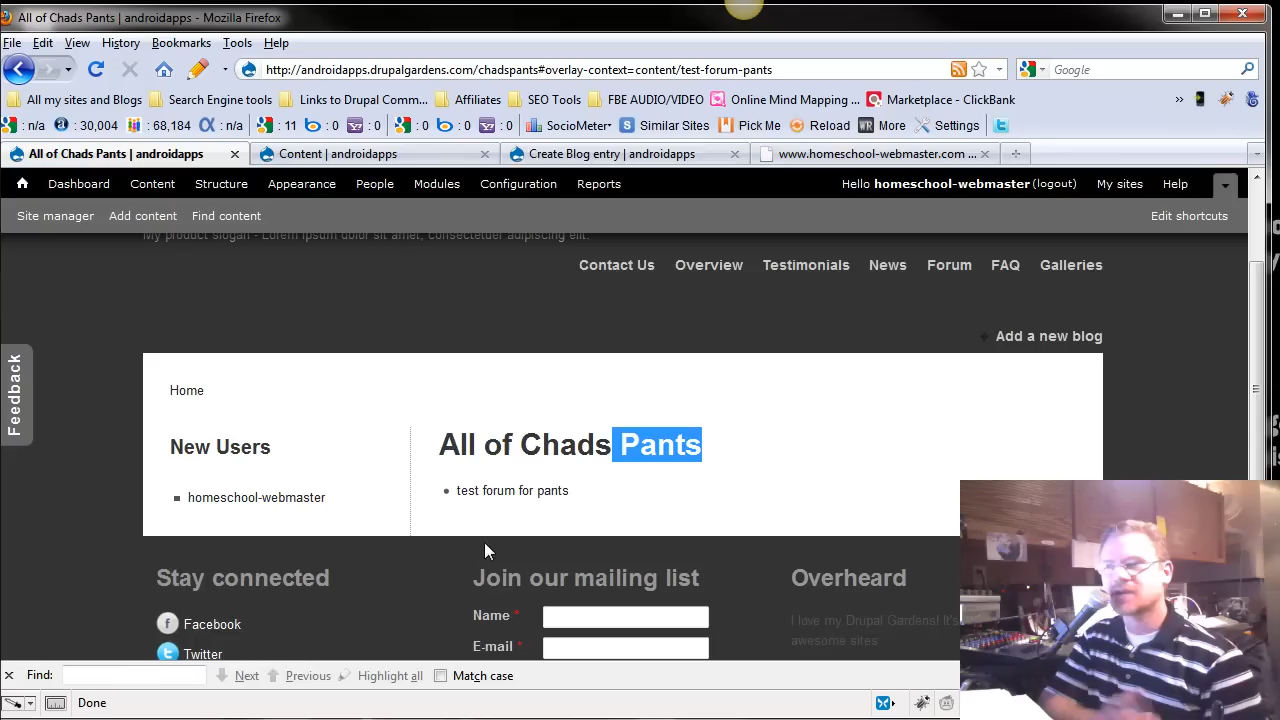 All of Chads Pants | androidapps - Mozilla Firefox
File Edit View History Bookmarks Tools Help
http://androidapps.drupalgardens.com/chadspants#overlay-context=content/test-forum-pants
Google
All my sites and Blogs Search Engine tools Links to Drupal Comm... Affiliates SEO Tools FBE AUDIO/VIDEO Online Mind Mapping ... Marketplace - ClickBank »
: n/a : 30,004 : 68,184 : n/a : 11 : 0 : 0 : 0 : 0 : 0 SocioMeter Similar Sites Pick Me Reload More Settings
All of Chads Pants | androidapps Content | androidapps Create Blog entry | androidapps www.homeschool-webmaster.com ...
Dashboard Content Structure Appearance People Modules Configuration Reports Hello homeschool-webmaster (logout) My sites Help
Site manager Add content Find content Edit shortcuts
My product slogan - Lorem ipsum dolor sit amet, consectetuer adipiscing elit.
Contact Us Overview Testimonials News Forum FAQ Galleries
Add a new blog
Feedback
Home
New Users
All of Chads Pants
test forum for pants
homeschool-webmaster
Stay connected Join our mailing list Overheard
Name *
Facebook
I love my Drupal Gardens! It's
awesome sites
E-mail *
Twitter
Find: Next Previous Highlight all Match case
Done